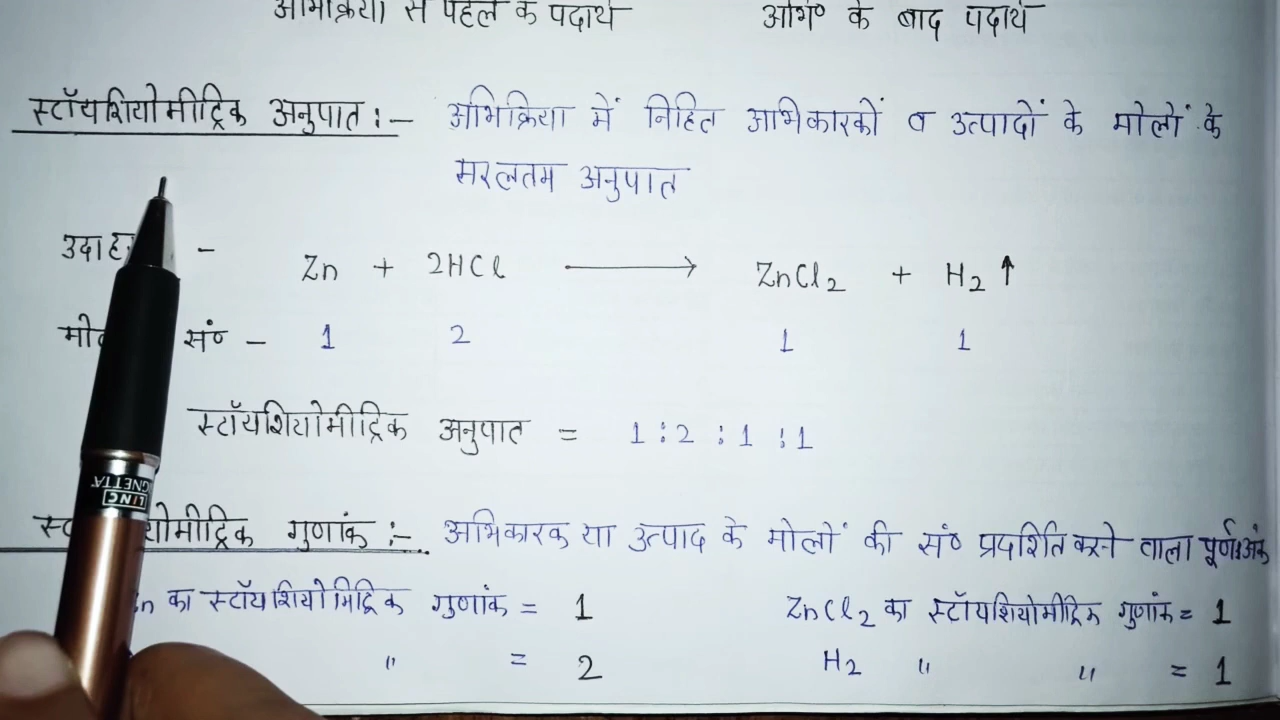 अभिक्रिया से पहले के पदार्थ अभि० के बाद पदार्थ
स्टॉयशियोमीट्रिक अनुपात :- अभिक्रिया में निहित अभिकारकों व उत्पादों के मोलों के
सरलतम अनुपात
- Zn + 2HCl ⟶ ZnCl₂ + H₂ ↑
सं० - 1 2 1 1
स्टॉयशियोमीट्रिक अनुपात = 1 : 2 : 1 : 1
गुणांक :- अभिकारक या उत्पाद के मोलों की सं० प्रदर्शित करने वाला पूर्णांक
का स्टॉयशियोमिट्रिक गुणांक = 1 ZnCl₂ का स्टॉयशियोमीट्रिक गुणांक = 1
" = 2 H₂ " " = 1
LINC